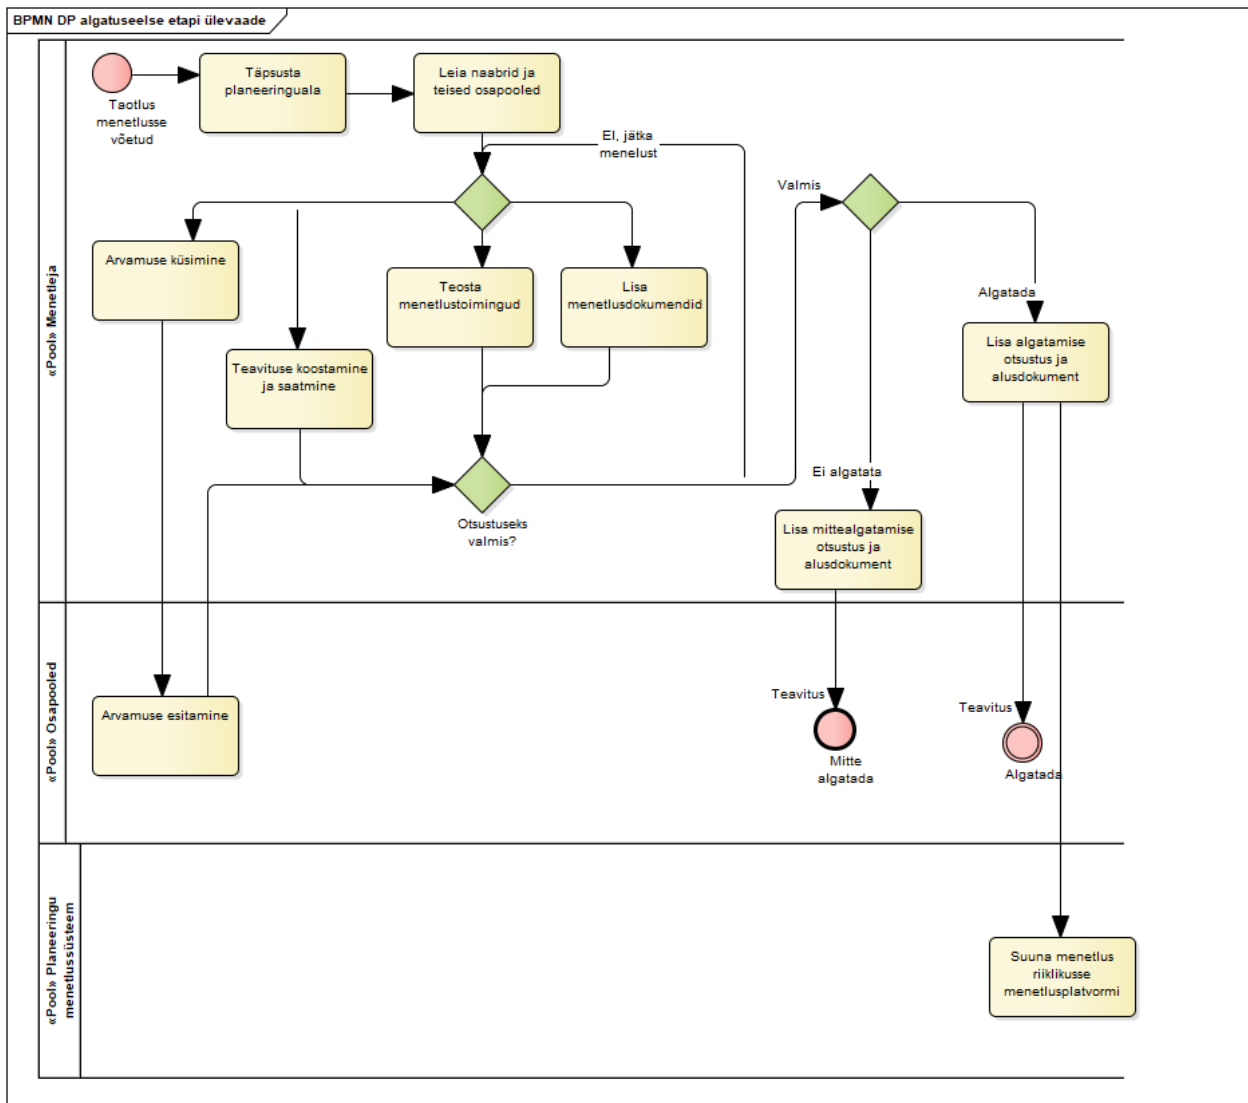 BPMN DP algatuseelse etapi ülevaade
«Pool» Menetleja
Taotlus
menetlusse
võetud
Täpsusta
planeeringuala
Leia naabrid ja
teised osapooled
EI, jätka
menelust
Valmis
Arvamuse küsimine
Teosta
menetlustoimingud
Lisa
menetlusdokumendid
Algatada
Teavituse koostamine
ja saatmine
Lisa algatamise
otsustus ja
alusdokument
Ei algatata
Otsustuseks
valmis?
Lisa mittealgatamise
otsustus ja
alusdokument
«Pool» Osapooled
Arvamuse esitamine
Teavitus
Mitte
algatada
Teavitus
Algatada
«Pool» Planeeringu
menetlussüsteem
Suuna menetlus
riiklikusse
menetlusplatvormi